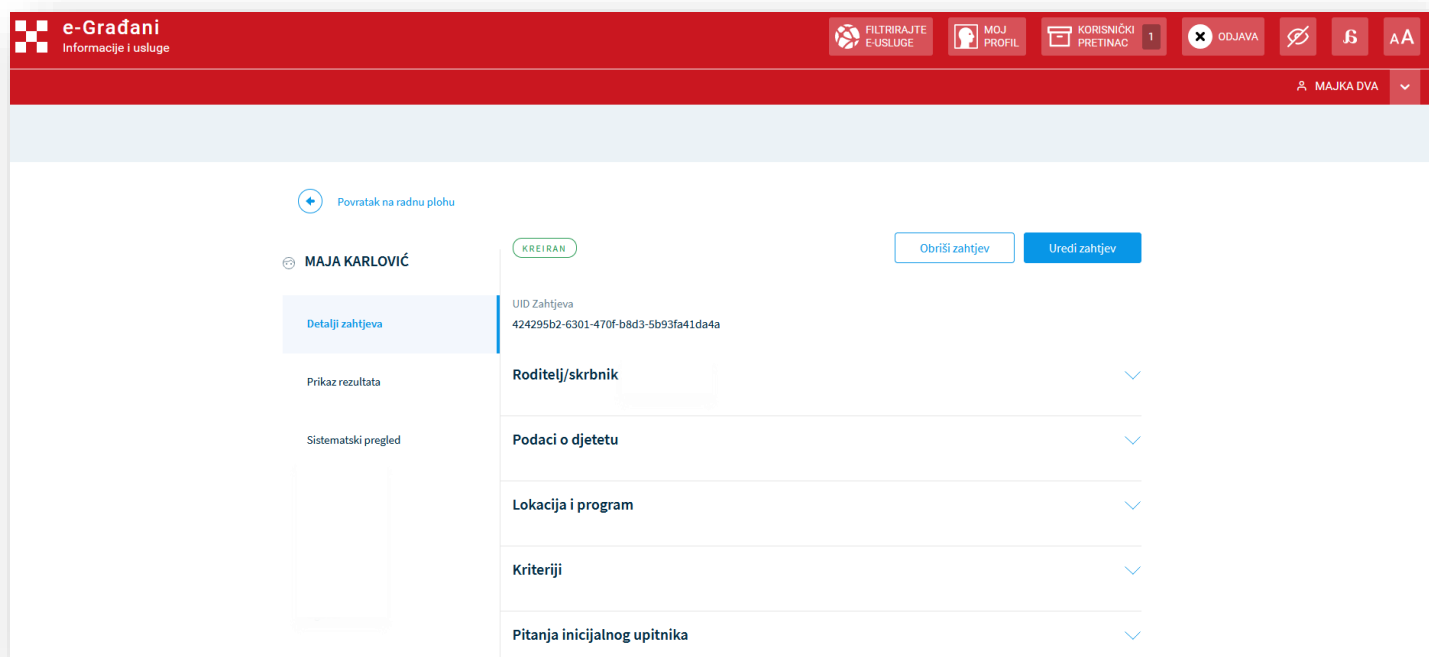 e-Građani
Informacije i usluge
FILTRIRAJTE
E-USLUGE
MOJ
PROFIL
KORISNIČKI
PRETINAC
1
ODJAVA
AA
MAJKA DVA
Povratak na radnu plohu
MAJA KARLOVIĆ
Detalji zahtjeva
Prikaz rezultata
Sistematski pregled
KREIRAN
Obriši zahtjev
Uredi zahtjev
UID Zahtjeva
424295b2-6301-470f-b8d3-5b93fa41da4a
Roditelj/skrbnik
Podaci o djetetu
Lokacija i program
Kriteriji
Pitanja inicijalnog upitnika